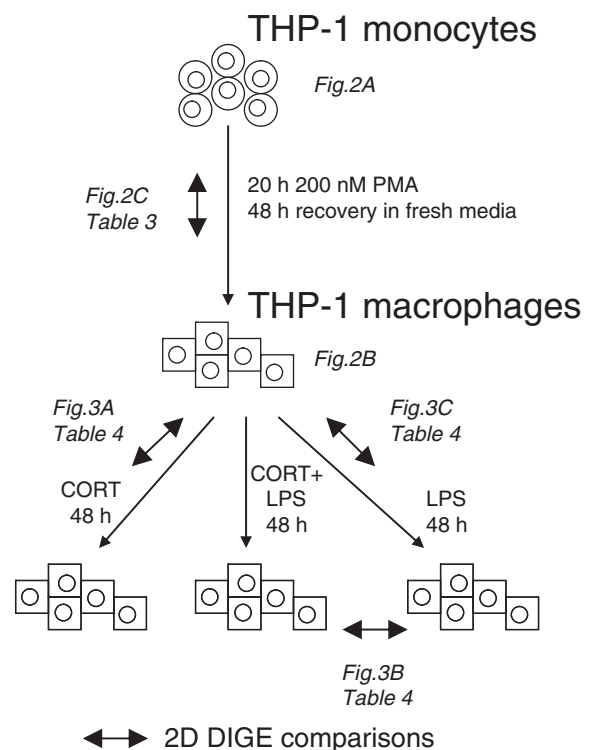 THP-1 monocytes
Fig.2A
Fig.2C
Table 3
20 h 200 nM PMA
48 h recovery in fresh media
THP-1 macrophages
Fig.2B
Fig.3A
Table 4
Fig.3C
Table 4
CORT
48 h
CORT+
LPS
48 h
LPS
48 h
Fig.3B
Table 4
2D DIGE comparisons